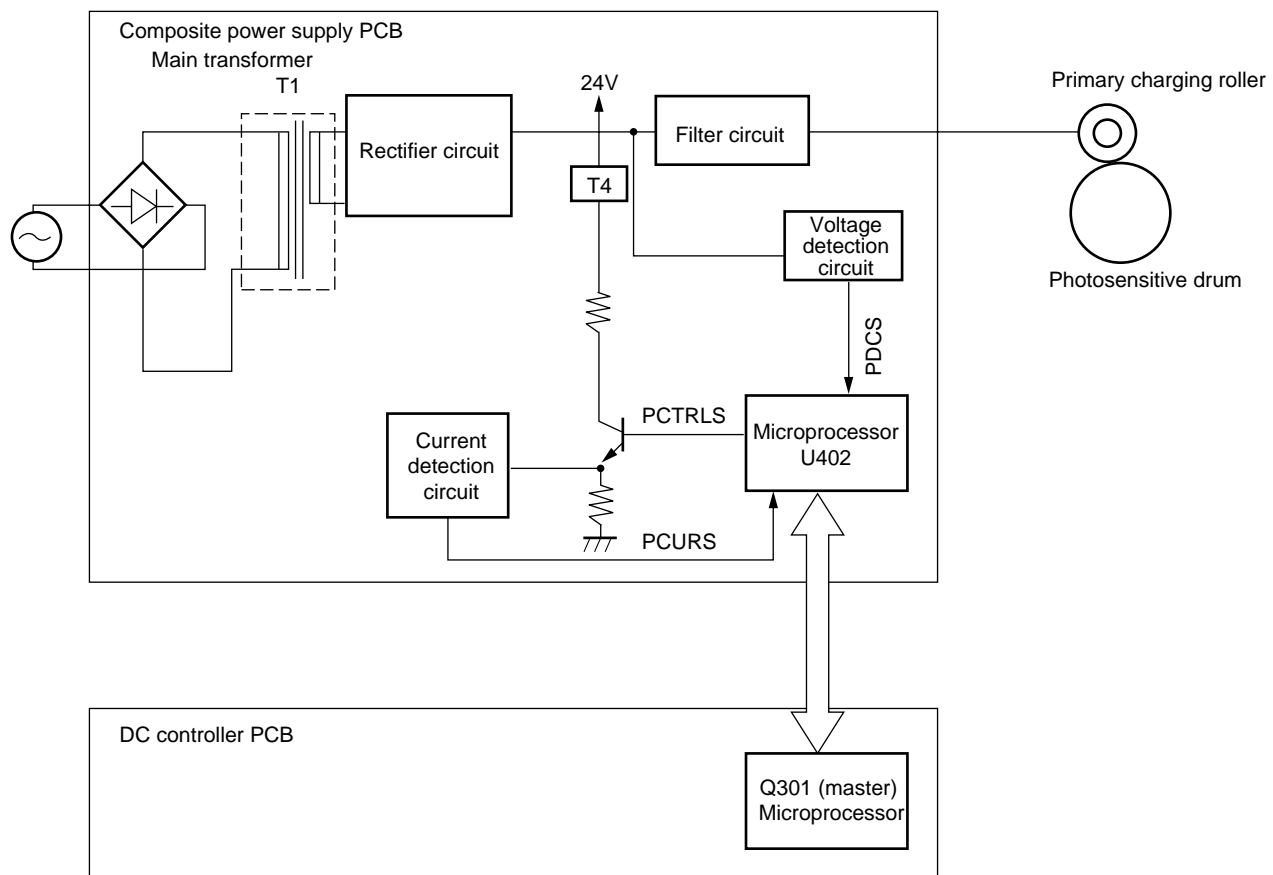 Composite power supply PCB
Main transformer
T1
24V
Primary charging roller
Rectifier circuit
Filter circuit
T4
Voltage
detection
circuit
Photosensitive drum
PDCS
PCTRLS
Microprocessor
U402
Current
detection
circuit
PCURS
DC controller PCB
Q301 (master)
Microprocessor